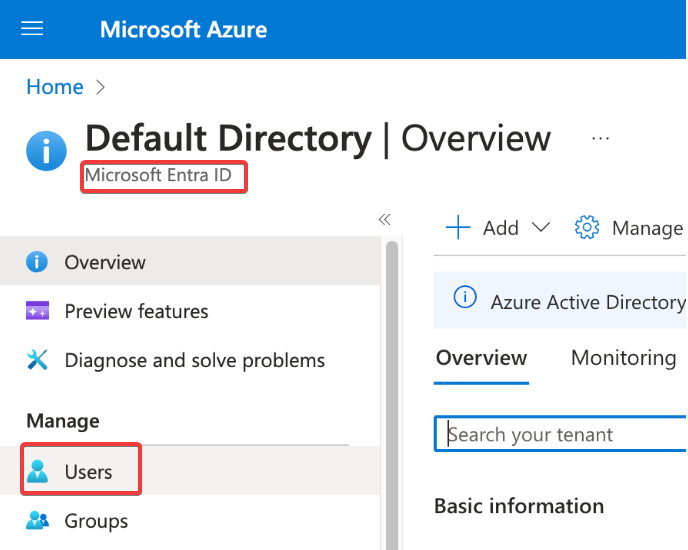 Microsoft Azure
Home
Default Directory | Overview
Microsoft Entra ID
Add
Manage
Overview
Preview features
Diagnose and solve problems
Manage
Users
Groups
Azure Active Directory
Overview Monitoring
Search your tenant
Basic information